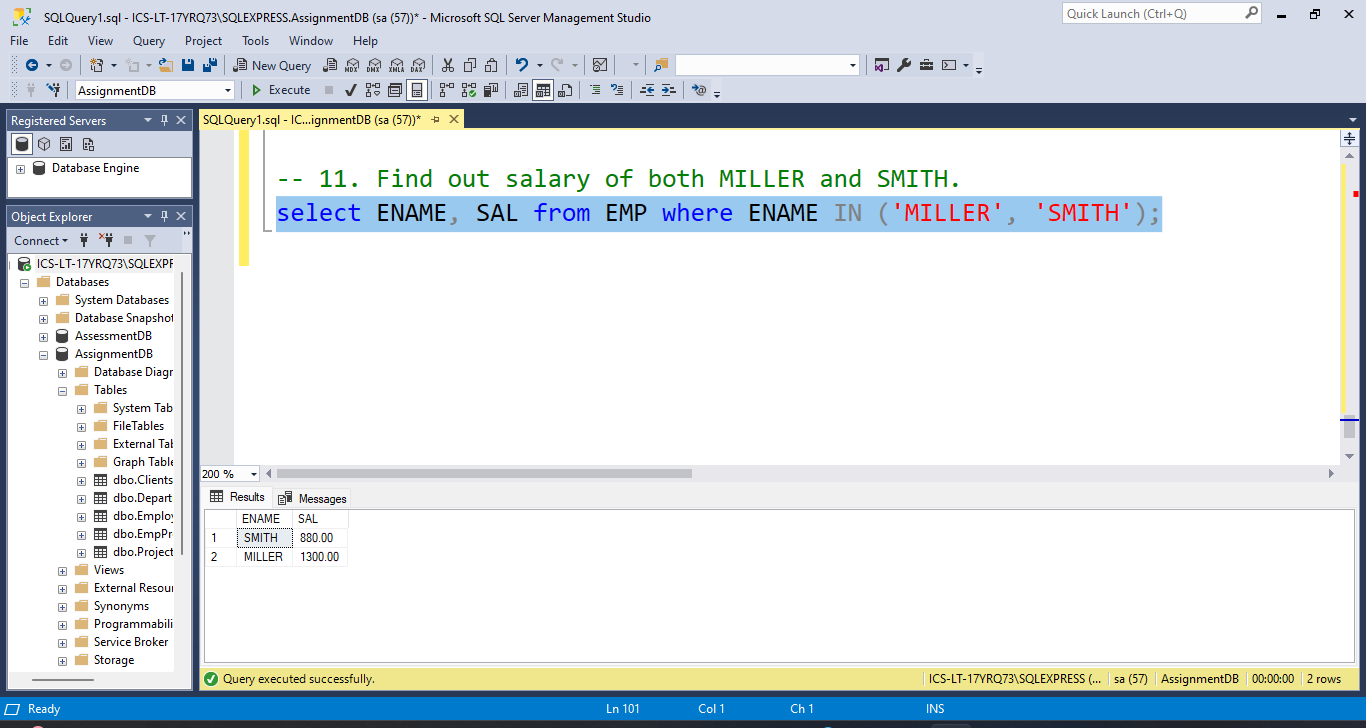 SQLQuery1.sql - ICS-LT-17YRQ73\SQLEXPRESS.AssignmentDB (sa (57))* - Microsoft SQL Server Management Studio
Quick Launch (Ctrl+Q)
File Edit View Query Project Tools Window Help
New Query MDX DMX XMLA DAX
AssignmentDB Execute
Registered Servers
Database Engine
Object Explorer
Connect
ICS-LT-17YRQ73\SQLEXPF
Databases
System Databases
Database Snapshot
AssessmentDB
AssignmentDB
Database Diagr
Tables
System Tab
FileTables
External Tal
Graph Table
dbo.Clients
dbo.Depart
dbo.Employ
dbo.EmpPr
dbo.Project
Views
External Resou
Synonyms
Programmabili
Service Broker
Storage
SQLQuery1.sql - IC...ignmentDB (sa (57))*
-- 11. Find out salary of both MILLER and SMITH.
select ENAME, SAL from EMP where ENAME IN ('MILLER', 'SMITH');
200 %
Results Messages
ENAME SAL
1 SMITH 880.00
2 MILLER 1300.00
Query executed successfully.
ICS-LT-17YRQ73\SQLEXPRESS (... sa (57) AssignmentDB 00:00:00 2 rows
Ready Ln 101 Col 1 Ch 1 INS